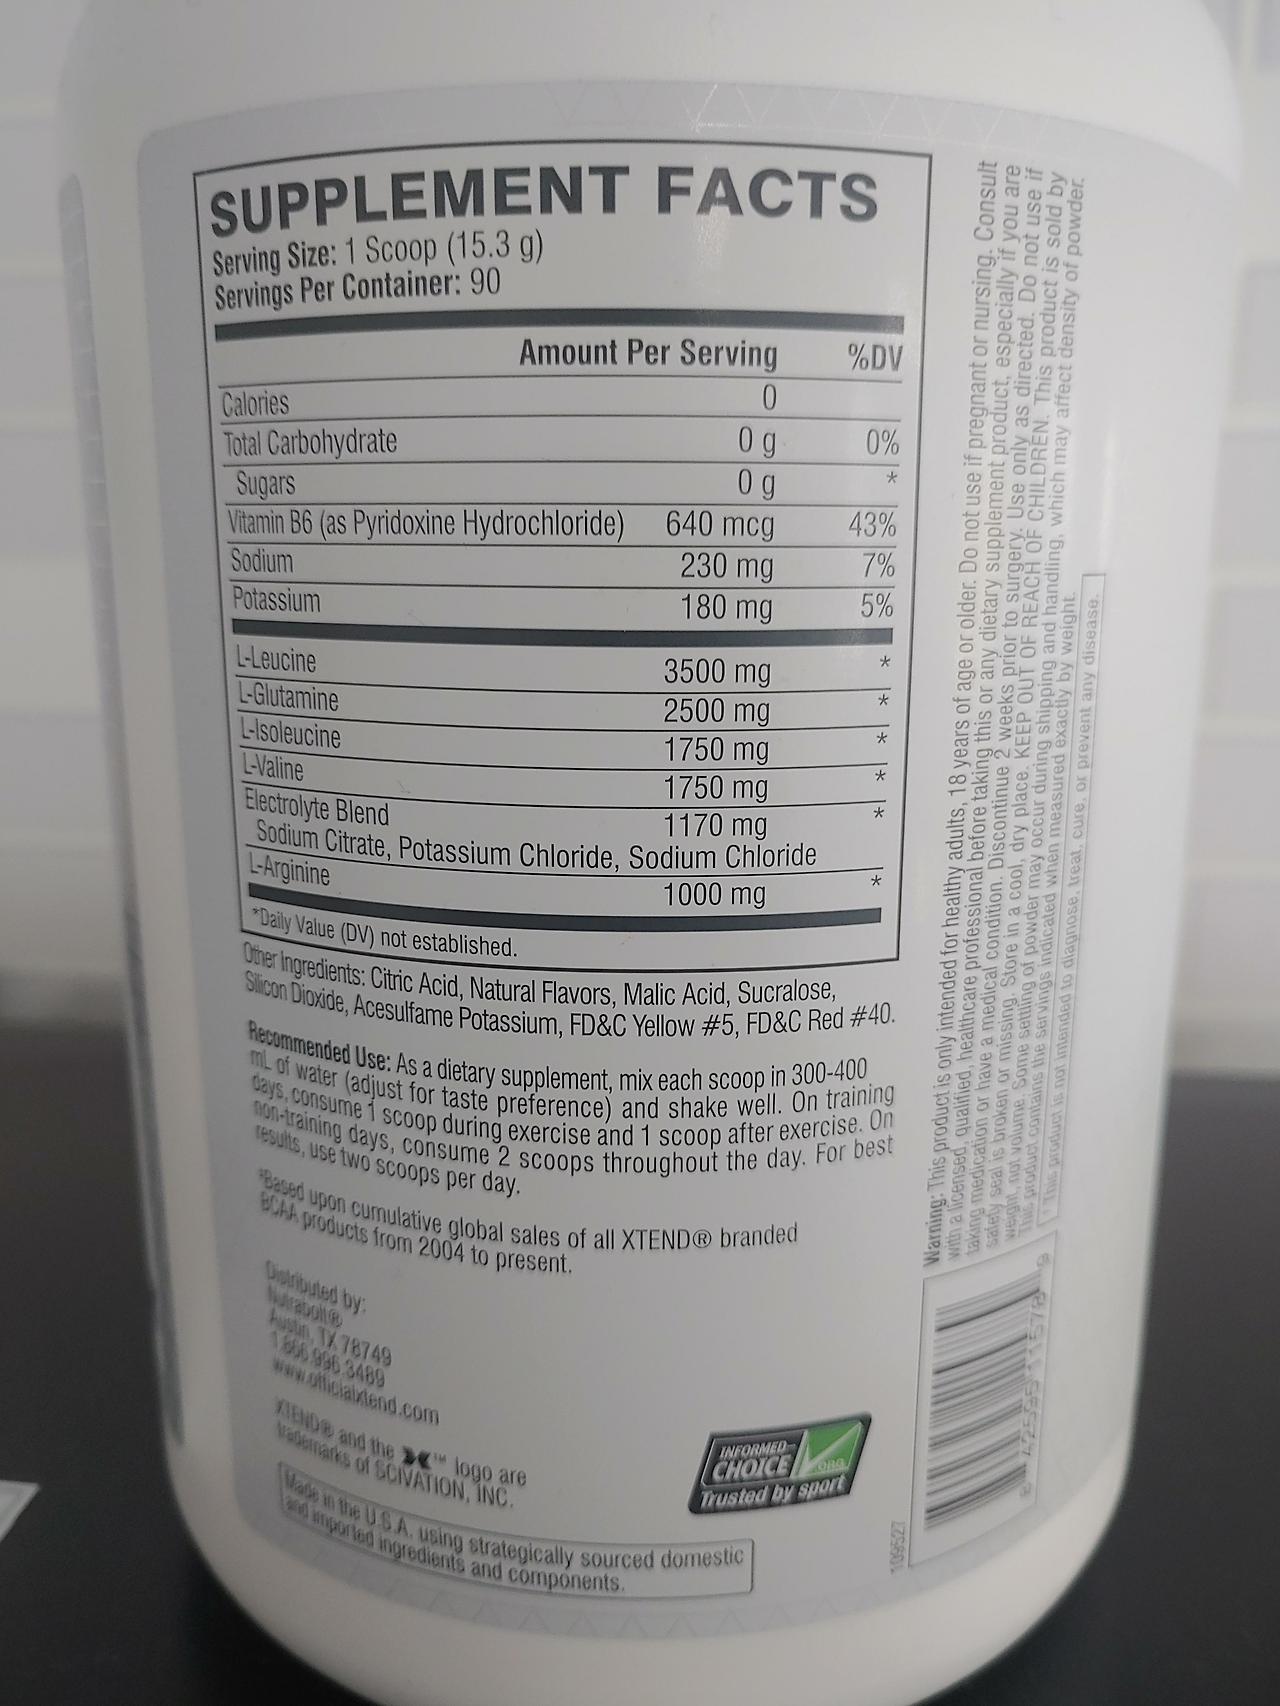 SUPPLEMENT FACTS
Serving Size: 1 Scoop (15.3 g)
Servings Per Container: 90
Amount Per Serving %DV
Calories 0
Total Carbohydrate 0 g 0%
Sugars 0 g *
Vitamin B6 (as Pyridoxine Hydrochloride) 640 mcg 43%
Sodium 230 mg 7%
Potassium 180 mg 5%
L-Leucine 3500 mg *
L-Glutamine 2500 mg *
L-Isoleucine 1750 mg *
L-Valine 1750 mg *
Electrolyte Blend 1170 mg *
Sodium Citrate, Potassium Chloride, Sodium Chloride
L-Arginine 1000 mg *
*Daily Value (DV) not established.
Other Ingredients: Citric Acid, Natural Flavors, Malic Acid, Sucralose,
Silicon Dioxide, Acesulfame Potassium, FD&C Yellow #5, FD&C Red #40.
Recommended Use: As a dietary supplement, mix each scoop in 300-400
mL of water (adjust for taste preference) and shake well. On training
days, consume 1 scoop during exercise and 1 scoop after exercise. On
non-training days, consume 2 scoops throughout the day. For best
results, use two scoops per day.
*Based upon cumulative global sales of all XTEND® branded
BCAA products from 2004 to present.
Distributed by:
Nutrabolt®
Austin, TX 78749
1.866.996.3489
www.officialxtend.com
XTEND® and the ™ logo are
trademarks of SCIVATION, INC.
Made in the U.S.A. using strategically sourced domestic
and imported ingredients and components.
INFORMED-
CHOICE
.ORG
Trusted by sport
Warning: This product is only intended for healthy adults, 18 years of age or older. Do not use if pregnant or nursing. Consult
with a licensed, qualified, healthcare professional before taking this or any dietary supplement product, especially if you are
taking medication or have a medical condition. Discontinue 2 weeks prior to surgery. Use only as directed. Do not use if
safety seal is broken or missing. Store in a cool, dry place. KEEP OUT OF REACH OF CHILDREN. This product is sold by
weight, not volume. Some settling of powder may occur during shipping and handling, which may affect density of powder.
This product contains the servings indicated when measured exactly by weight.
This product is not intended to diagnose, treat, cure, or prevent any disease.
109527